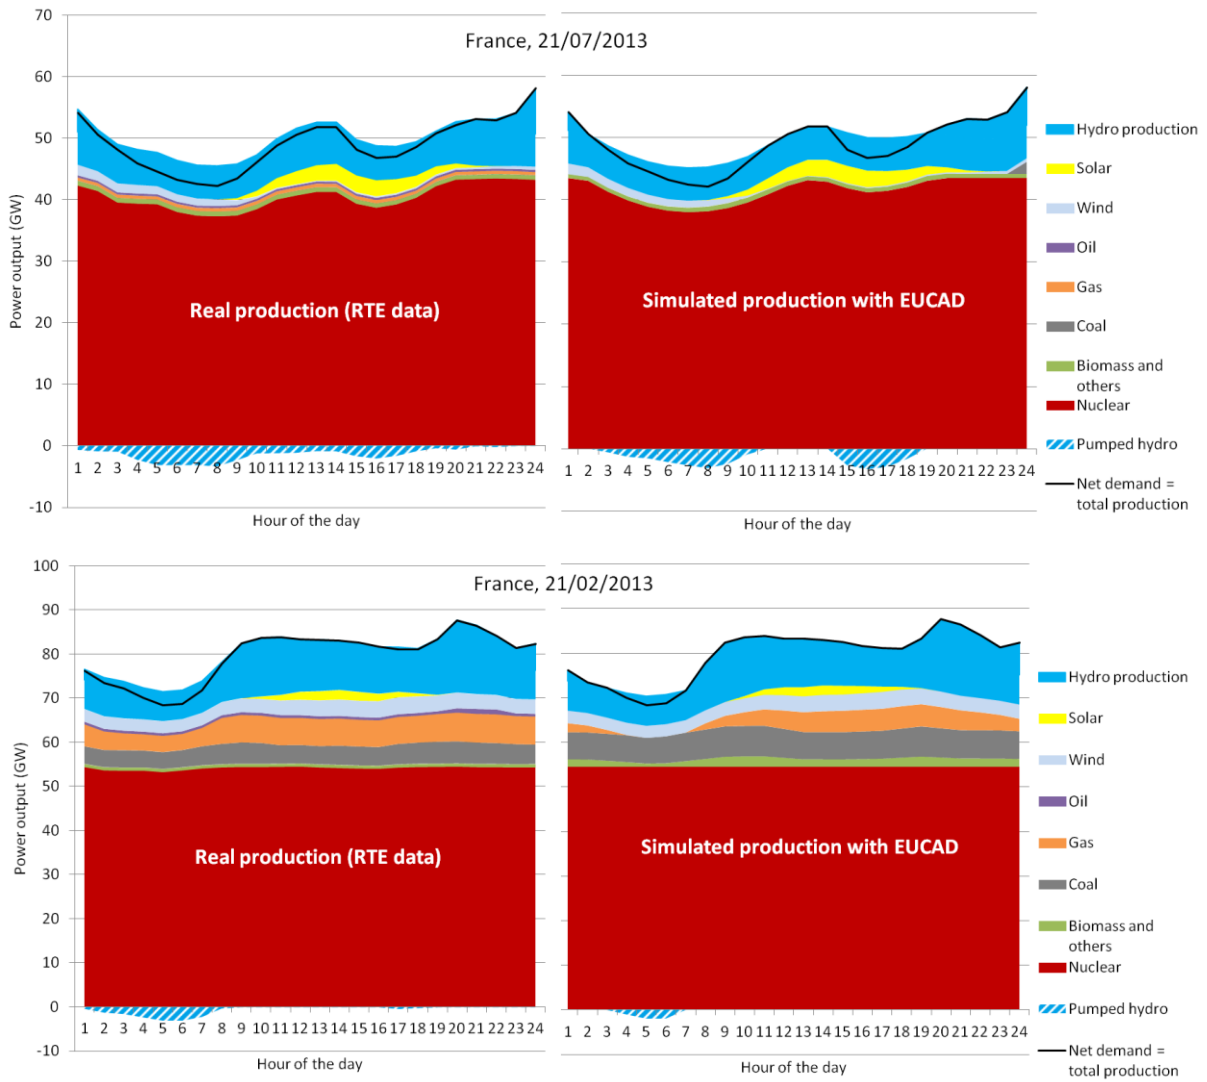 France, 21/07/2013
70
60
50
40
30
20
10
0
-10
Power output (GW)
Real production (RTE data)
1 2 3 4 5 6 7 8 9 10 11 12 13 14 15 16 17 18 19 20 21 22 23 24
Hour of the day
Simulated production with EUCAD
1 2 3 4 5 6 7 8 9 10 11 12 13 14 15 16 17 18 19 20 21 22 23 24
Hour of the day
Hydro production
Solar
Wind
Oil
Gas
Coal
Biomass and
others
Nuclear
Pumped hydro
Net demand =
total production
France, 21/02/2013
100
90
80
70
60
50
40
30
20
10
0
-10
Power output (GW)
Real production (RTE data)
1 2 3 4 5 6 7 8 9 10 11 12 13 14 15 16 17 18 19 20 21 22 23 24
Hour of the day
Simulated production with EUCAD
1 2 3 4 5 6 7 8 9 10 11 12 13 14 15 16 17 18 19 20 21 22 23 24
Hour of the day
Hydro production
Solar
Wind
Oil
Gas
Coal
Biomass and
others
Nuclear
Pumped hydro
Net demand =
total production